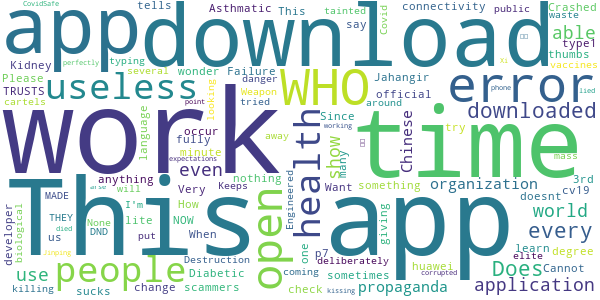 CovidSafe tells Asthmatic This connectivity public Crashed
app download tainted Covid say waste
Kidney perfectly typing several wonder Failure WHO error able type1
Please useless danger Weapon Jahangir thumbs vaccines
TRUSTS point tried looking official downloaded xi phone lied
cartels work time
language occur fully minute away health Since around show Chinese try mass
anything even many something 3rd
developer MADE expectations working
Very nothing open Engineered organization doesnt cv19
This app
biological THEY will I'm How Keeps Want giving world
us died None lite NOW one Does every
DND put When p7 learn degree
people Destruction coming deliberately huawei Cannot elite
use Jinping change Diabetic sometimes corrupted application
killing sucks scammers check kissing propaganda